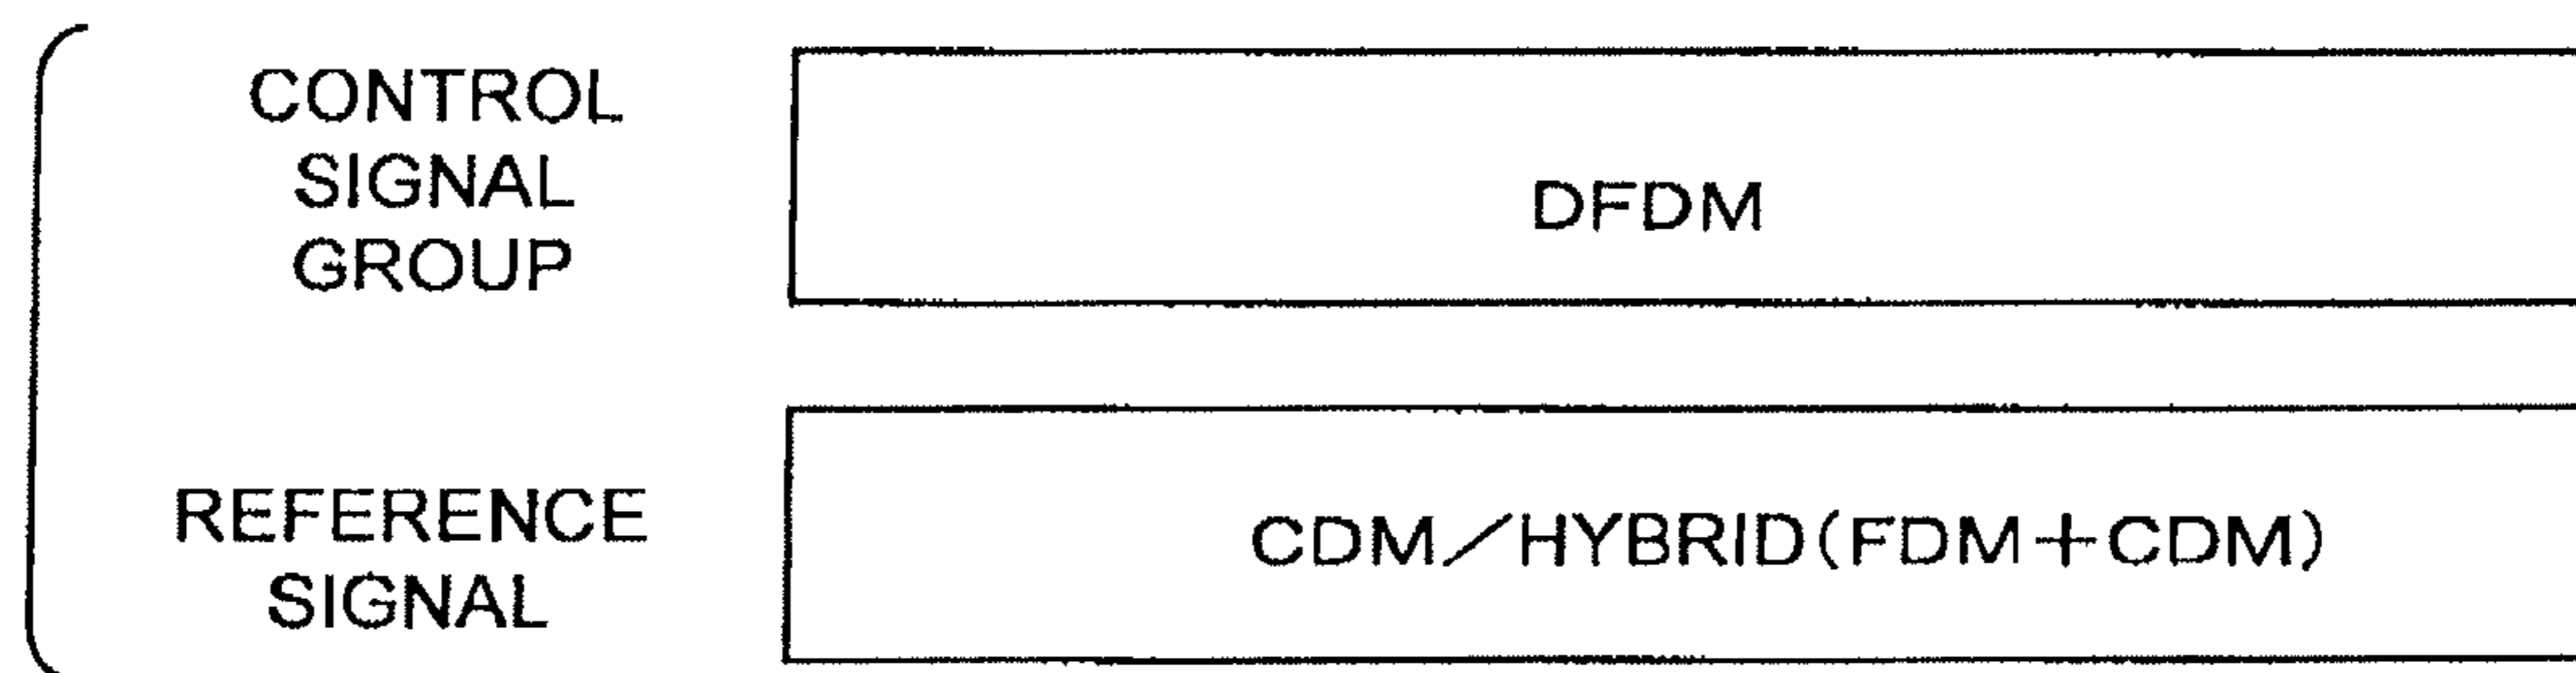 CONTROL
SIGNAL
GROUP
DFDM
REFERENCE
SIGNAL
CDM／HYBRID(FDM+CDM)